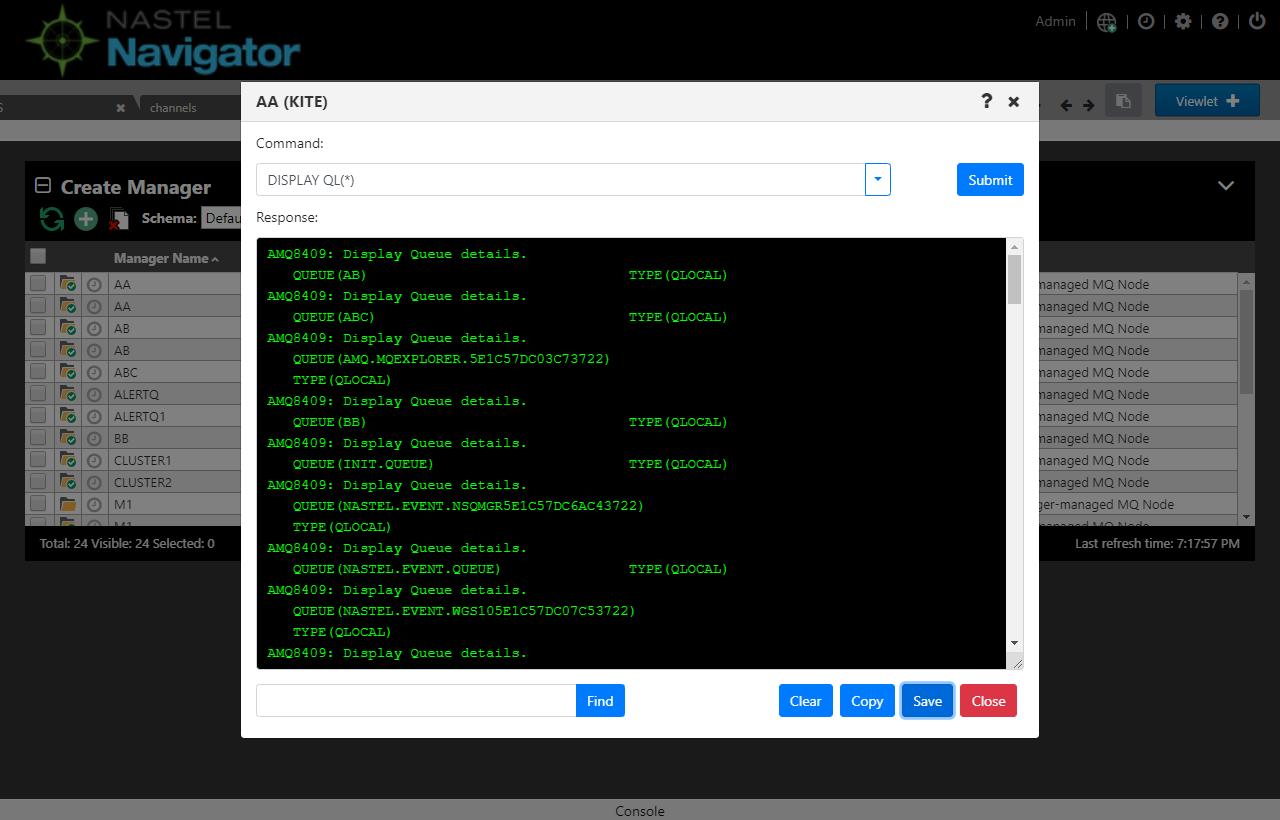 NASTEL
Navigator
Admin
channels
Viewlet
AA (KITE)
Command:
DISPLAY QL(*)
Submit
Response:
AMQ8409: Display Queue details.
QUEUE(AB) TYPE(QLOCAL)
AMQ8409: Display Queue details.
QUEUE(ABC) TYPE(QLOCAL)
AMQ8409: Display Queue details.
QUEUE(AMQ.MQEXPLORER.5E1C57DC03C73722)
TYPE(QLOCAL)
AMQ8409: Display Queue details.
QUEUE(BB) TYPE(QLOCAL)
AMQ8409: Display Queue details.
QUEUE(INIT.QUEUE) TYPE(QLOCAL)
AMQ8409: Display Queue details.
QUEUE(NASTEL.EVENT.NSQMGR5E1C57DC6AC43722)
TYPE(QLOCAL)
AMQ8409: Display Queue details.
QUEUE(NASTEL.EVENT.QUEUE) TYPE(QLOCAL)
AMQ8409: Display Queue details.
QUEUE(NASTEL.EVENT.WGS105E1C57DC07C53722)
TYPE(QLOCAL)
AMQ8409: Display Queue details.
Find
Clear Copy Save Close
Create Manager
Schema: Defau
Manager Name
AA
managed MQ Node
AA
managed MQ Node
AB
managed MQ Node
AB
managed MQ Node
ABC
managed MQ Node
ALERTQ
managed MQ Node
ALERTQ1
managed MQ Node
BB
managed MQ Node
CLUSTER1
managed MQ Node
CLUSTER2
managed MQ Node
M1
ger-managed MQ Node
M1
managed MQ Node
Total: 24 Visible: 24 Selected: 0
Last refresh time: 7:17:57 PM
Console